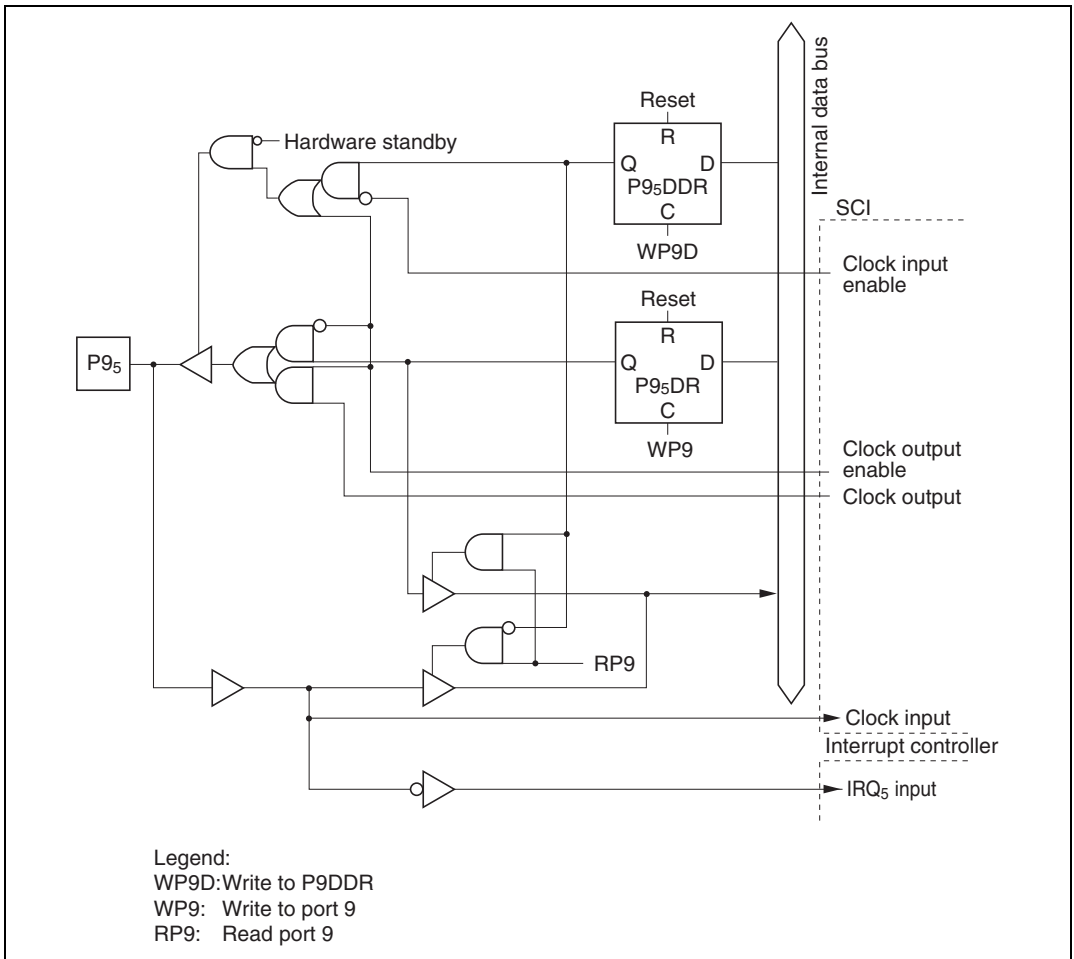 Reset
Internal data bus
Hardware standby
R
Q D
P9₅DDR
C
WP9D
SCI
Clock input
enable
Reset
R
P9₅
Q D
P9₅DR
C
WP9
Clock output
enable
Clock output
RP9
Clock input
Interrupt controller
IRQ₅ input
Legend:
WP9D:Write to P9DDR
WP9: Write to port 9
RP9: Read port 9